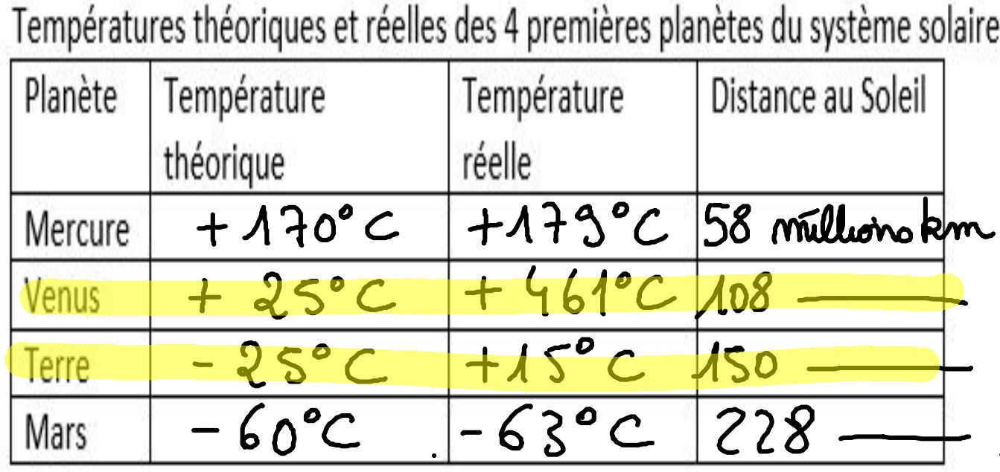 Températures théoriques et réelles des 4 premières planètes du système solaire
Planète Température théorique Température réelle Distance au Soleil
Mercure +170°C +179°C 58 millions km
Venus + 25°C + 461°C 108 ——
Terre - 25°C +15°C 150 ——
Mars - 60°C - 63°C 228 ——